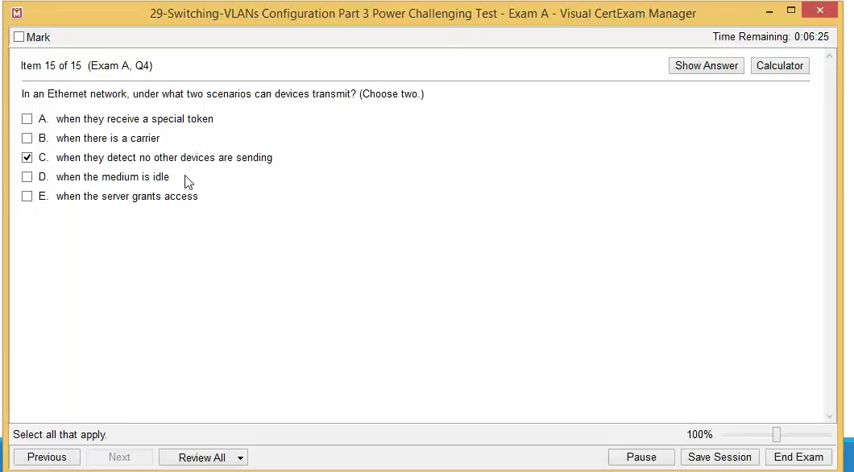 29-Switching-VLANs Configuration Part 3 Power Challenging Test - Exam A - Visual CertExam Manager
Mark
Time Remaining: 0:06:25
Item 15 of 15 (Exam A, Q4)
Show Answer
Calculator
In an Ethernet network, under what two scenarios can devices transmit? (Choose two.)
A. when they receive a special token
B. when there is a carrier
C. when they detect no other devices are sending
D. when the medium is idle
E. when the server grants access
Select all that apply.
100%
Previous
Next
Review All
Pause
Save Session
End Exam